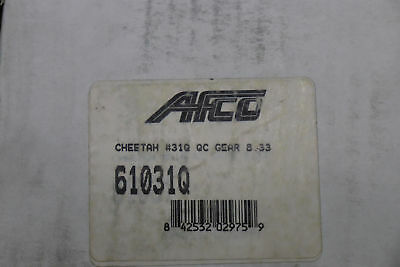 AFCO
CHEETAH #31Q QC GEAR 8.33
61031Q
8 42532 02975 9